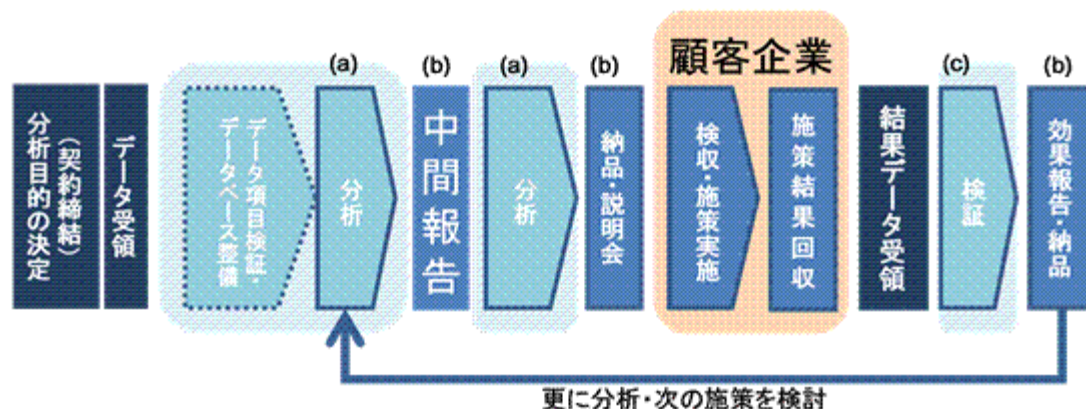 分析目的の決定
（契約締結）
データ受領
データ項目検証・
データベース整備
(a)
分析
(b)
中間報告
(a)
分析
(b)
納品・説明会
顧客企業
検収・施策実施
施策結果回収
結果データ受領
(c)
検証
(b)
効果報告・納品
更に分析・次の施策を検討